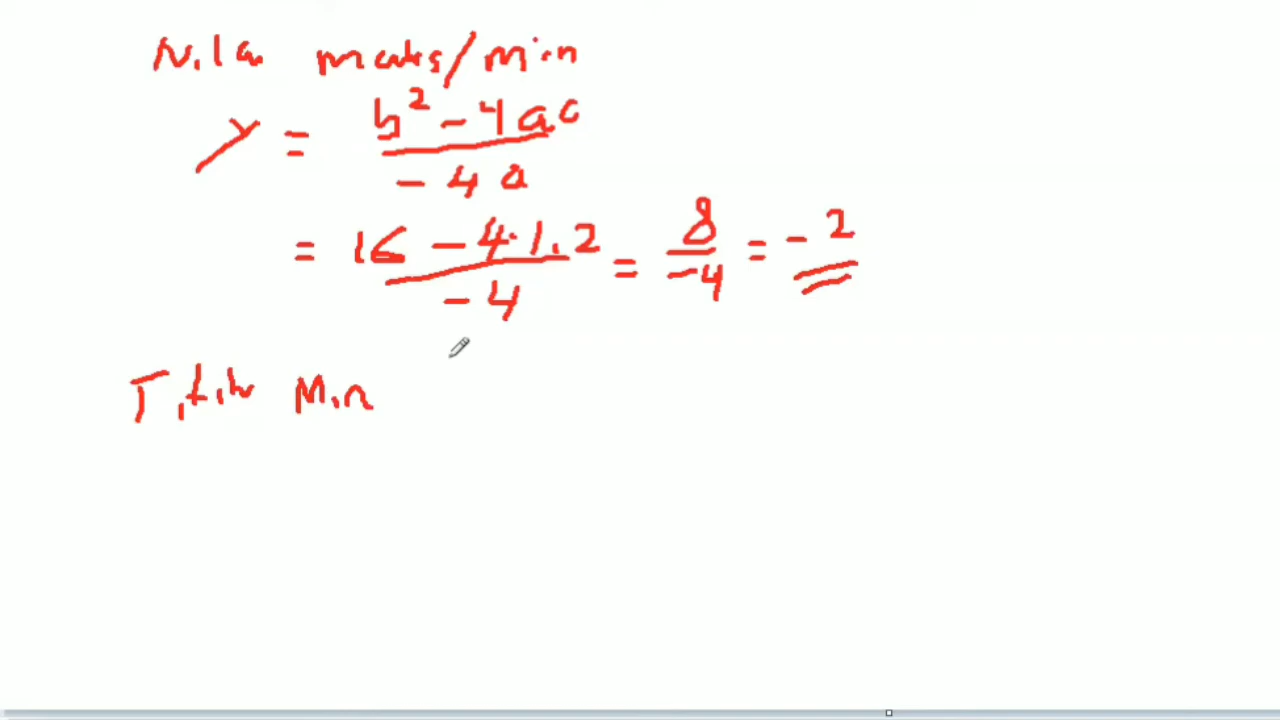 Nilai maks/min
y = b² - 4ac / -4a
= 16 - 4.1.2 / -4 = 8 / -4 = -2
Titik Min